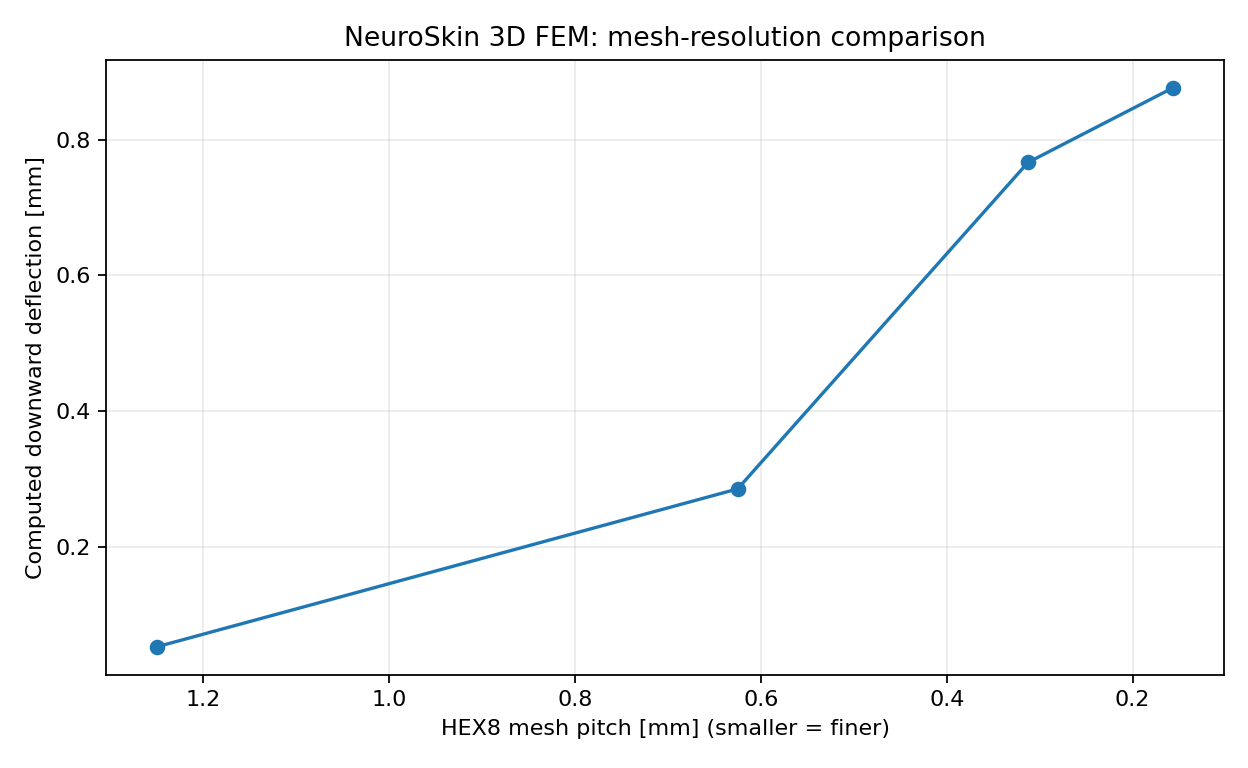 NeuroSkin 3D FEM: mesh-resolution comparison
Computed downward deflection [mm]
0.8
0.6
0.4
0.2
1.2 1.0 0.8 0.6 0.4 0.2
HEX8 mesh pitch [mm] (smaller = finer)